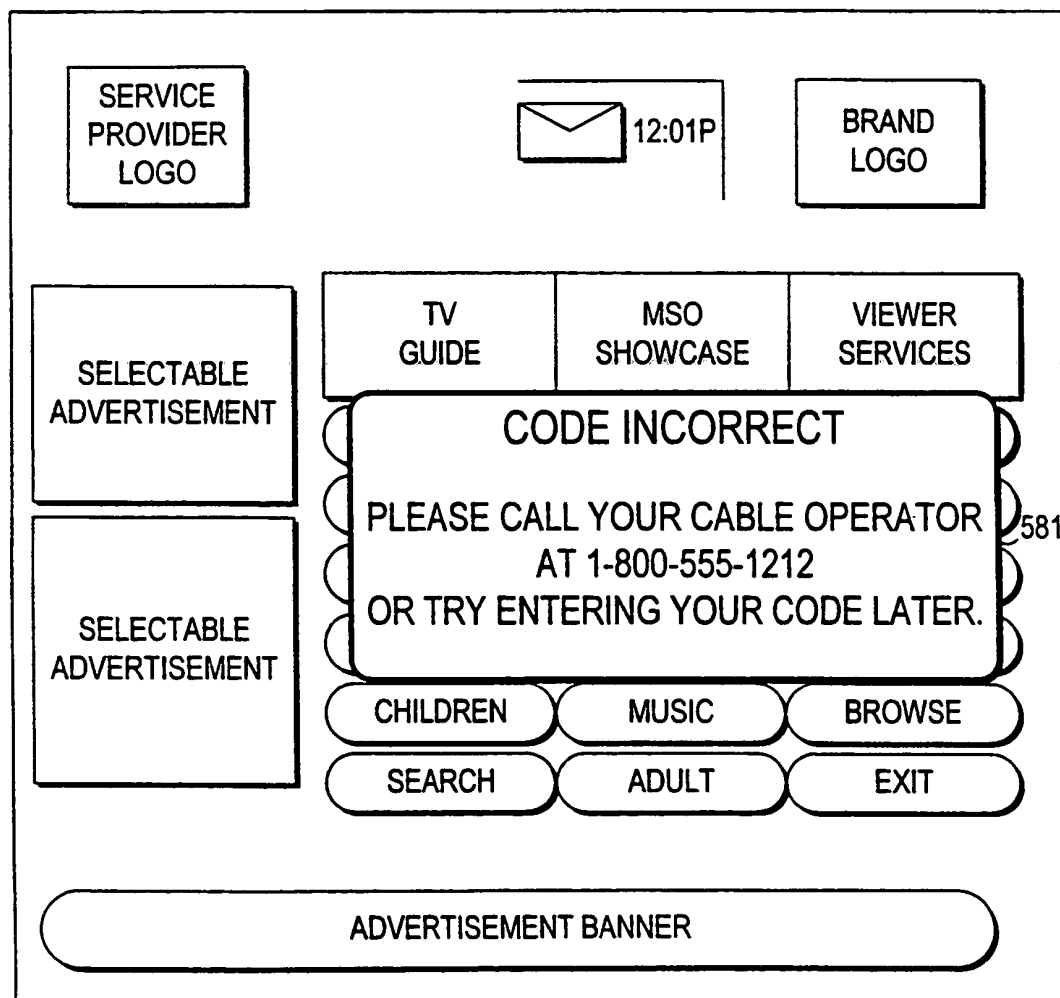 SERVICE
PROVIDER
LOGO
12:01P
BRAND
LOGO
SELECTABLE
ADVERTISEMENT
SELECTABLE
ADVERTISEMENT
TV
GUIDE
MSO
SHOWCASE
VIEWER
SERVICES
CODE INCORRECT
PLEASE CALL YOUR CABLE OPERATOR
AT 1-800-555-1212
OR TRY ENTERING YOUR CODE LATER.
581
CHILDREN
MUSIC
BROWSE
SEARCH
ADULT
EXIT
ADVERTISEMENT BANNER